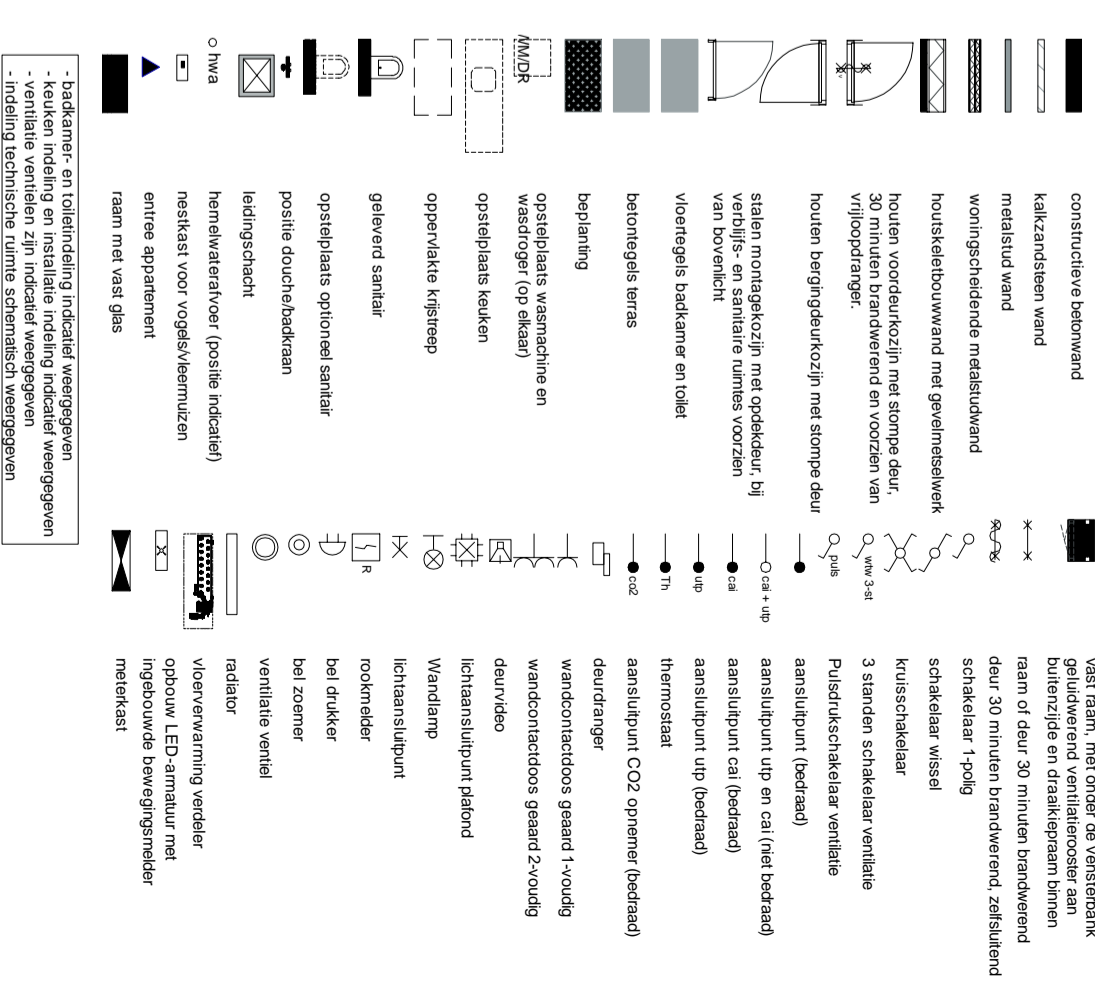 constructieve betonwand
kalkzandsteen wand
metalstud wand
woningscheidende metalstudwand
houtskeletbouwwand met gevelmetselwerk
houten voordeurkozijn met stompe deur,
30 minuten brandwerend en voorzien van
vrijloopdranger.
houten bergingdeurkozijn met stompe deur
stalen montagekozijn met opdekdeur, bij
verblijfs- en sanitaire ruimtes voorzien
van bovenlicht
vloertegels badkamer en toilet
betontegels terras
beplanting
WM/DR
opstelplaats wasmachine en
wasdroger (op elkaar)
opstelplaats keuken
oppervlakte krijstreep
geleverd sanitair
opstelplaats optioneel sanitair
positie douche/badkraan
leidingschacht
hwa
hemelwaterafvoer (positie indicatief)
nestkast voor vogels/vleermuizen
entree appartement
raam met vast glas
vast raam, met onder de vensterbank
geluidwerend ventilatierooster aan
buitenzijde en draaikiepraam binnen
raam of deur 30 minuten brandwerend
deur 30 minuten brandwerend, zelfsluitend
schakelaar 1-polig
schakelaar wissel
kruisschakelaar
wtw 3-st
3 standen schakelaar ventilatie
puls
Pulsdrukschakelaar ventilatie
aansluitpunt (bedraad)
cai + utp
aansluitpunt utp en cai (niet bedraad)
cai
aansluitpunt cai (bedraad)
utp
aansluitpunt utp (bedraad)
Th
thermostaat
co2
aansluitpunt CO2 opnemer (bedraad)
deurdranger
wandcontactdoos geaard 1-voudig
wandcontactdoos geaard 2-voudig
deurvideo
lichtansluitpunt plafond
Wandlamp
lichtansluitpunt
R
rookmelder
bel drukker
bel zoemer
ventilatie ventiel
radiator
vloerverwarming verdeler
opbouw LED-armatuur met
ingebouwde bewegingsmelder
meterkast
- badkamer- en toiletindeling indicatief weergegeven
- keuken indeling en installatie indeling indicatief weergegeven
- ventilatie ventielen zijn indicatief weergegeven
- indeling technische ruimte schematisch weergegeven